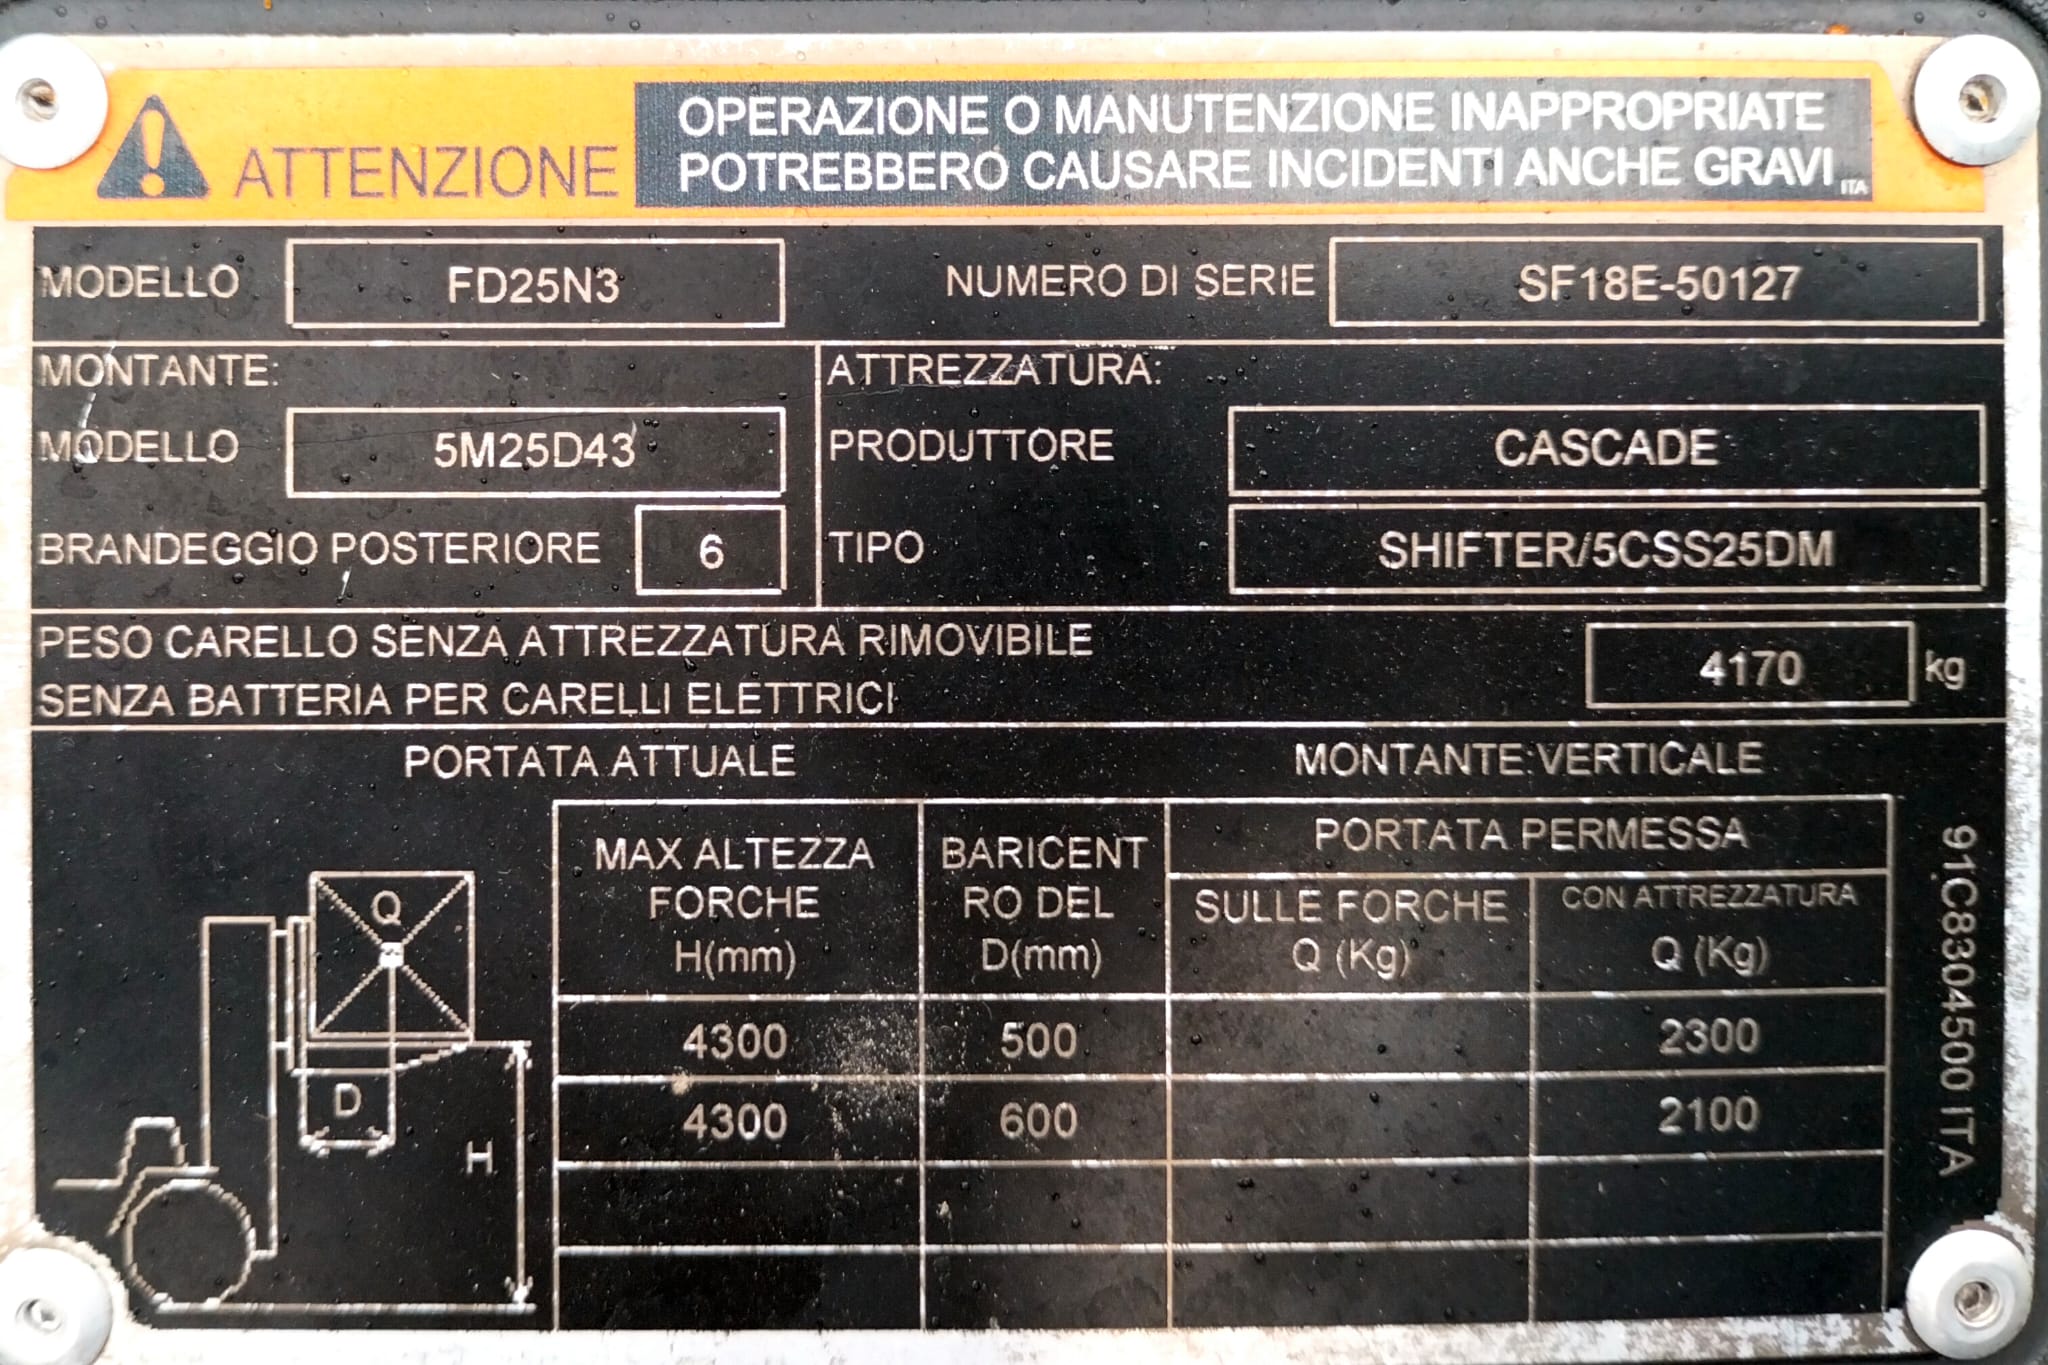 ATTENZIONE
OPERAZIONE O MANUTENZIONE INAPPROPRIATE
POTREBBERO CAUSARE INCIDENTI ANCHE GRAVI ITA
MODELLO FD25N3 NUMERO DI SERIE SF18E-50127
MONTANTE: ATTREZZATURA:
MODELLO 5M25D43 PRODUTTORE CASCADE
BRANDEGGIO POSTERIORE 6 TIPO SHIFTER/5CSS25DM
PESO CARELLO SENZA ATTREZZATURA RIMOVIBILE
SENZA BATTERIA PER CARELLI ELETTRICI 4170 kg
PORTATA ATTUALE MONTANTE VERTICALE
MAX ALTEZZA
FORCHE
H(mm)
BARICENT
RO DEL
D(mm)
PORTATA PERMESSA
SULLE FORCHE
Q (Kg)
CON ATTREZZATURA
Q (Kg)
4300 500 2300
4300 600 2100
Q
D
H
91C8304500 ITA